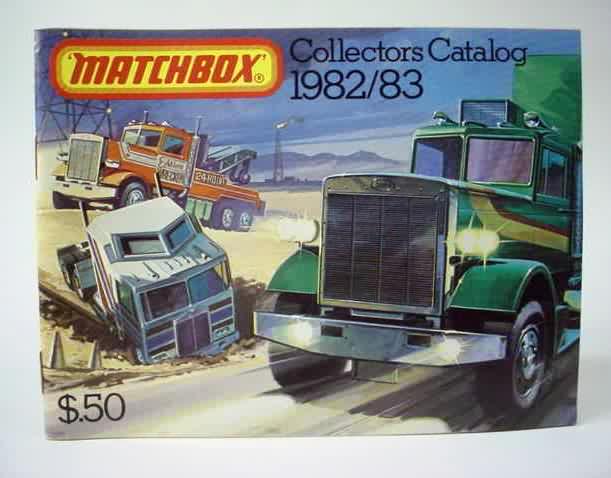 'MATCHBOX'®
Collectors Catalog
1982/83
24 HOUR
$.50